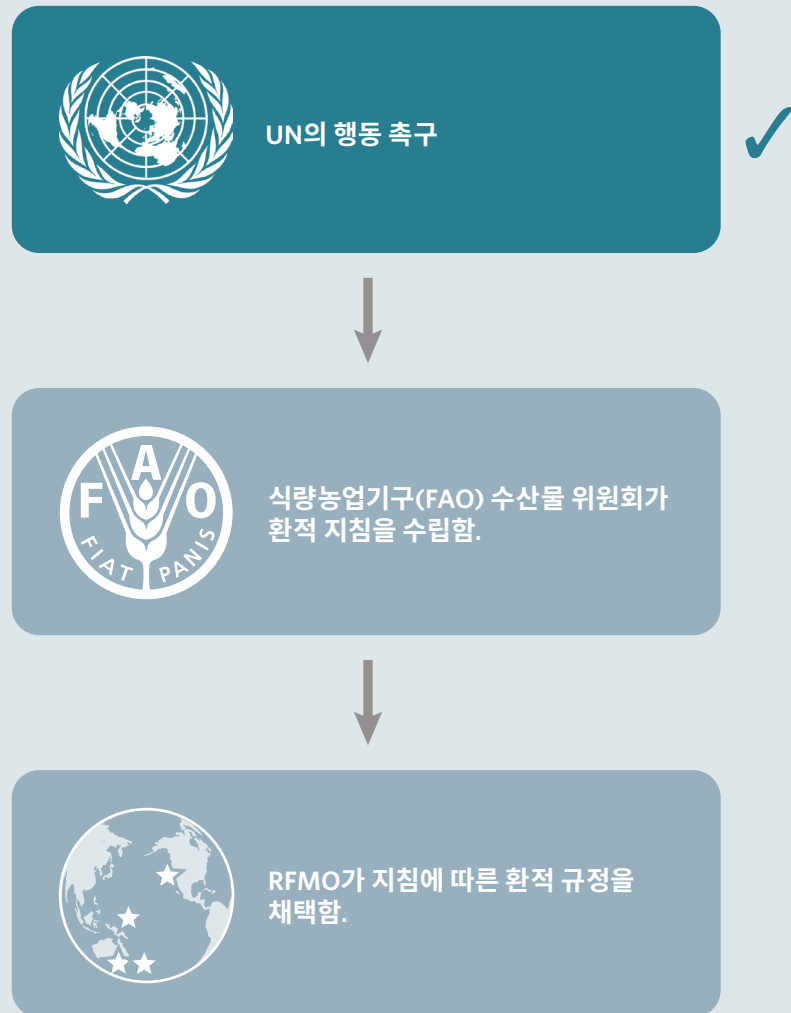 UN의 행동 촉구
FAO
FIAT PANIS
식량농업기구(FAO) 수산물 위원회가
환적 지침을 수립함.
RFMO가 지침에 따른 환적 규정을
채택함.